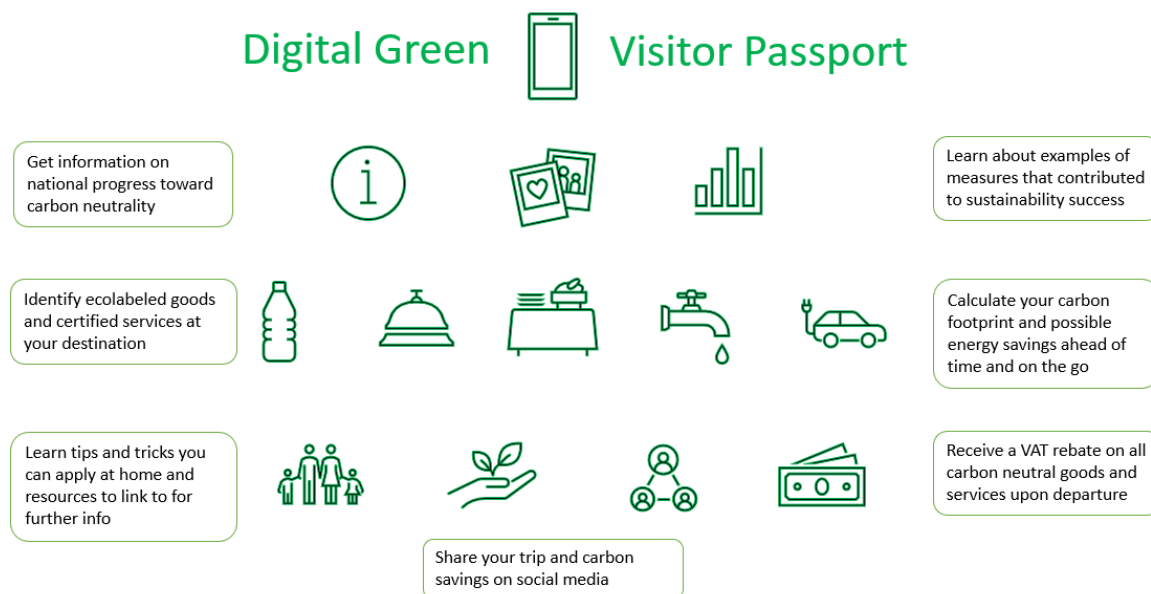 Digital Green Visitor Passport
Get information on
national progress toward
carbon neutrality
Learn about examples of
measures that contributed
to sustainability success
Identify ecolabeled goods
and certified services at
your destination
Calculate your carbon
footprint and possible
energy savings ahead of
time and on the go
Learn tips and tricks you
can apply at home and
resources to link to for
further info
Receive a VAT rebate on all
carbon neutral goods and
services upon departure
Share your trip and carbon
savings on social media